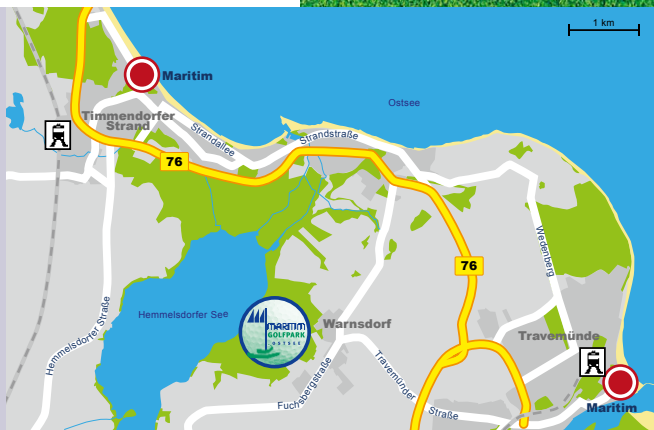 1 km
Maritim
Ostsee
Timmendorfer
Strand
Strandallee
Strandstraße
76
Wedenberg
76
Hemmelsdorfer See
MARITIM
GOLFPARK
OSTSEE
Warnsdorf
Travemünde
Hemmelsdorfer Straße
Travemünder
Straße
Fuchsbergstraße
Maritim